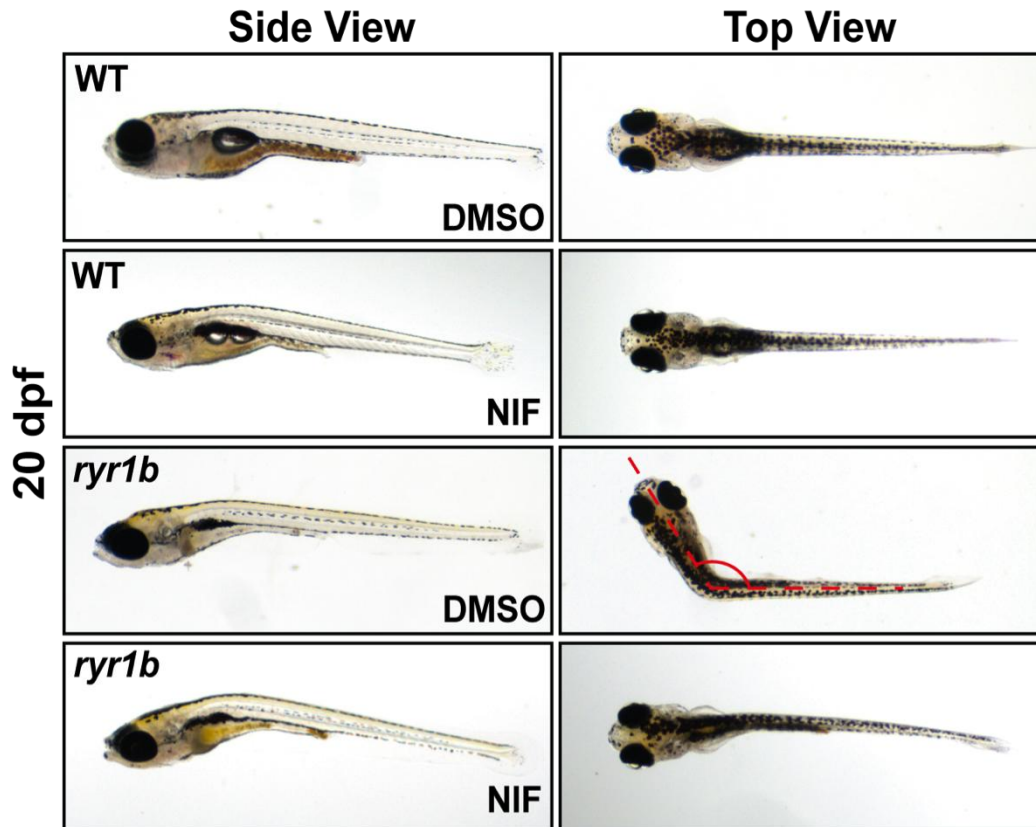 Side View
Top View
20 dpf
WT
DMSO
WT
NIF
ryr1b
DMSO
ryr1b
NIF